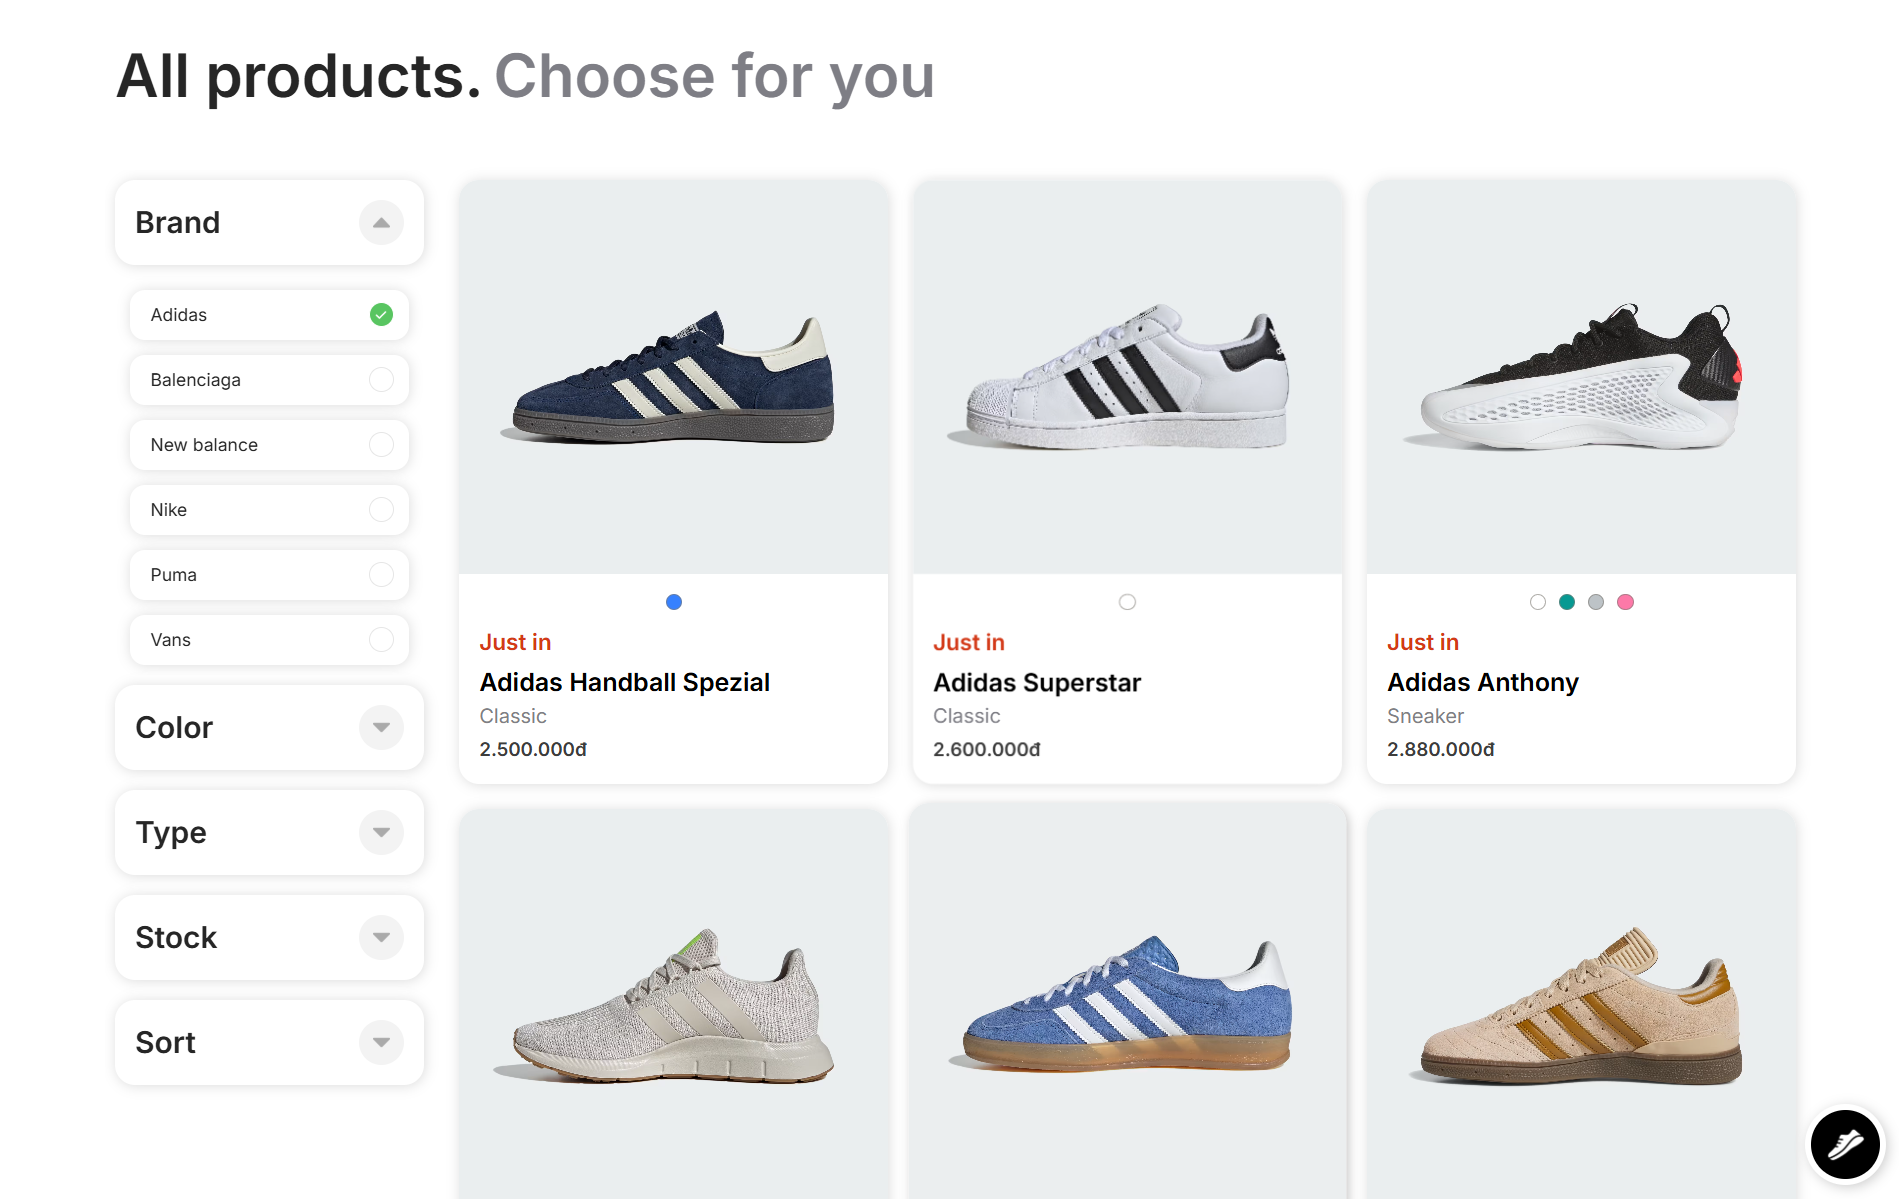 All products. Choose for you
Brand
Adidas
Balenciaga
New balance
Nike
Puma
Vans
Color
Type
Stock
Sort
Just in
Adidas Handball Spezial
Classic
2.500.000đ
Just in
Adidas Superstar
Classic
2.600.000đ
Just in
Adidas Anthony
Sneaker
2.880.000đ